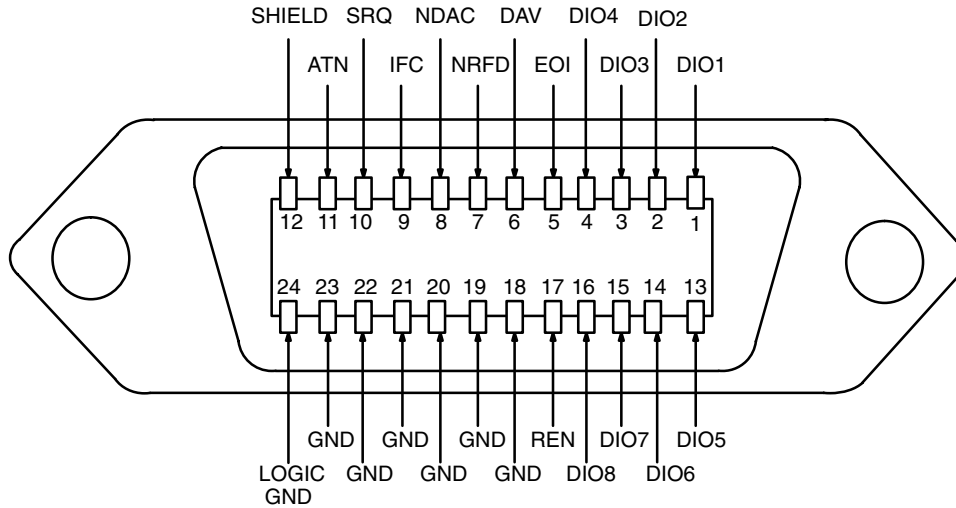 SHIELD SRQ NDAC DAV DIO4 DIO2
ATN IFC NRFD EOI DIO3 DIO1
12 11 10 9 8 7 6 5 4 3 2 1
24 23 22 21 20 19 18 17 16 15 14 13
GND GND GND REN DIO7 DIO5
LOGIC GND GND GND DIO8 DIO6
GND